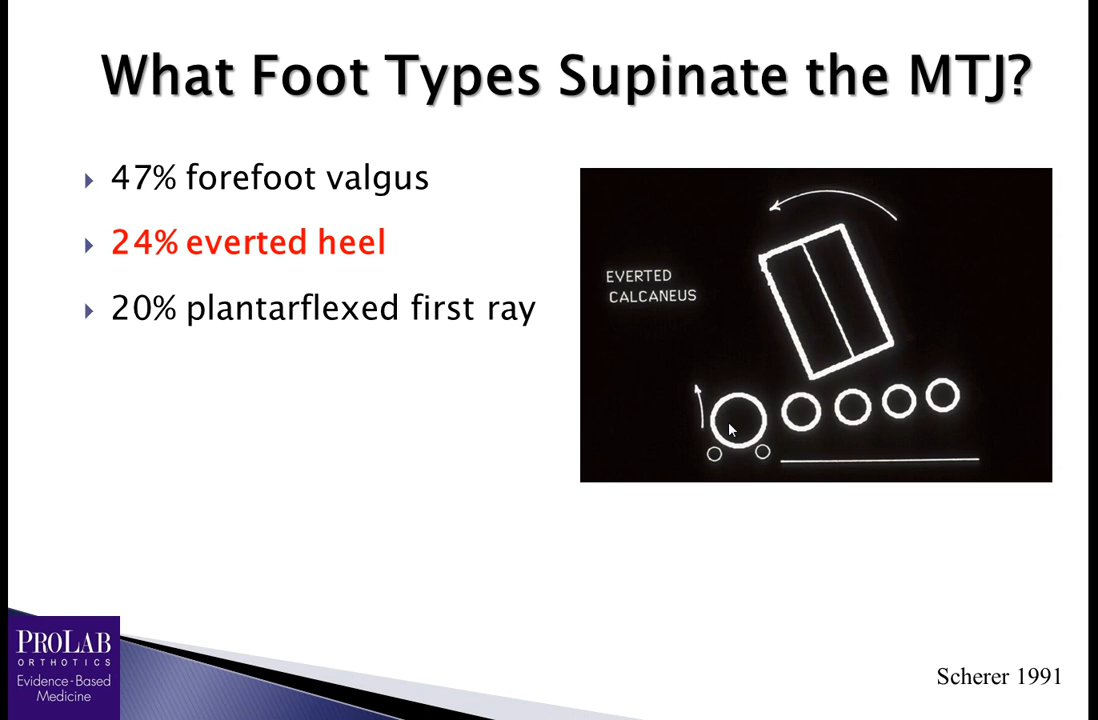 What Foot Types Supinate the MTJ?
47% forefoot valgus
24% everted heel
20% plantarflexed first ray
EVERTED
CALCANEUS
PROLAB
ORTHOTICS
Evidence-Based
Medicine
Scherer 1991